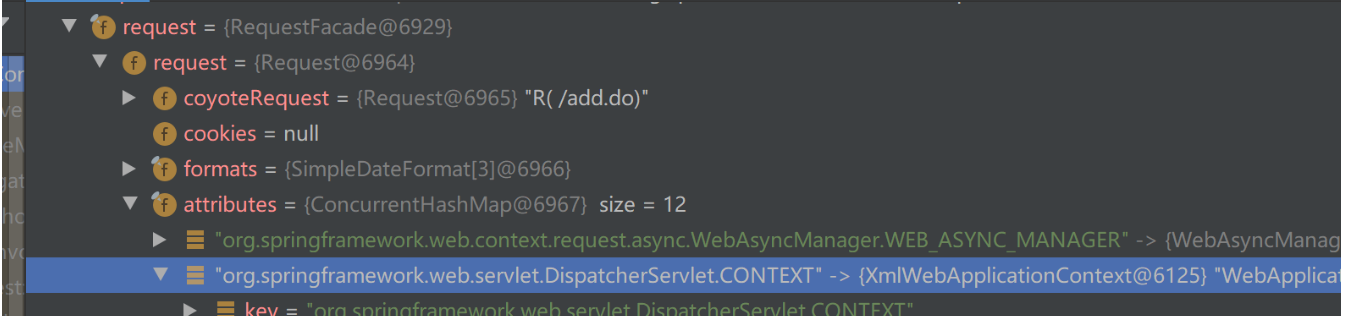 request = {RequestFacade@6929}
f request = {Request@6964}
f coyoteRequest = {Request@6965} "R( /add.do)"
f cookies = null
formats = {SimpleDateFormat[3]@6966}
attributes = {ConcurrentHashMap@6967} size = 12
"org.springframework.web.context.request.async.WebAsyncManager.WEB_ASYNC_MANAGER" -> {WebAsyncManag
"org.springframework.web.servlet.DispatcherServlet.CONTEXT" -> {XmlWebApplicationContext@6125} "WebApplicat
key = "org.springframework.web.servlet.DispatcherServlet.CONTEXT"